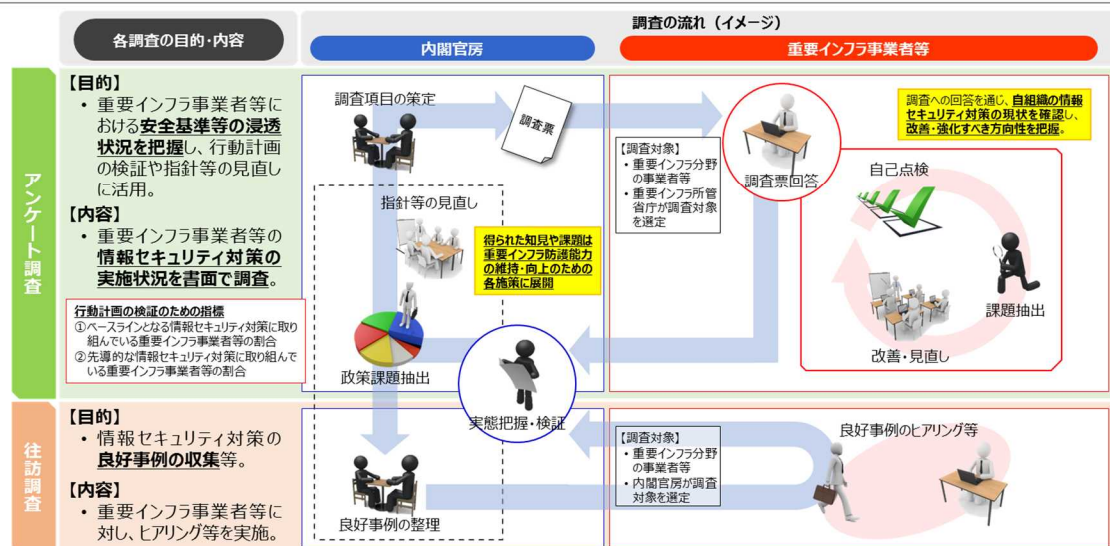 調査の流れ（イメージ）
各調査の目的・内容
内閣官房
重要インフラ事業者等
アンケート調査
【目的】
• 重要インフラ事業者等に
おける安全基準等の浸透
状況を把握し、行動計画
の検証や指針等の見直し
に活用。
【内容】
• 重要インフラ事業者等の
情報セキュリティ対策の
実施状況を書面で調査。
行動計画の検証のための指標
①ベースラインとなる情報セキュリティ対策に取り
組んでいる重要インフラ事業者等の割合
②先導的な情報セキュリティ対策に取り組んで
いる重要インフラ事業者等の割合
調査項目の策定
調査票
指針等の見直し
得られた知見や課題は
重要インフラ防護能力
の維持・向上のための
各施策に展開
政策課題抽出
実態把握・検証
【調査対象】
• 重要インフラ分野
の事業者等
• 重要インフラ所管
省庁が調査対象
を選定
調査票回答
調査への回答を通じ、自組織の情報
セキュリティ対策の現状を確認し、
改善・強化すべき方向性を把握。
自己点検
課題抽出
改善・見直し
往訪調査
【目的】
• 情報セキュリティ対策の
良好事例の収集等。
【内容】
• 重要インフラ事業者等に
対し、ヒアリング等を実施。
良好事例の整理
【調査対象】
• 重要インフラ分野
の事業者等
• 内閣官房が調査
対象を選定
良好事例のヒアリング等